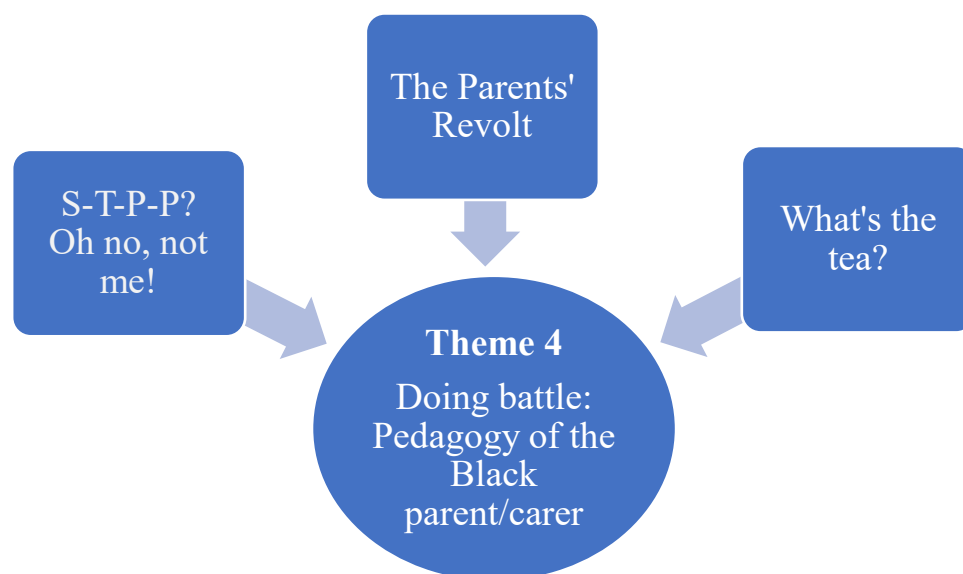 The Parents'
Revolt
S-T-P-P?
Oh no, not
me!
What's the
tea?
Theme 4
Doing battle:
Pedagogy of the
Black
parent/carer